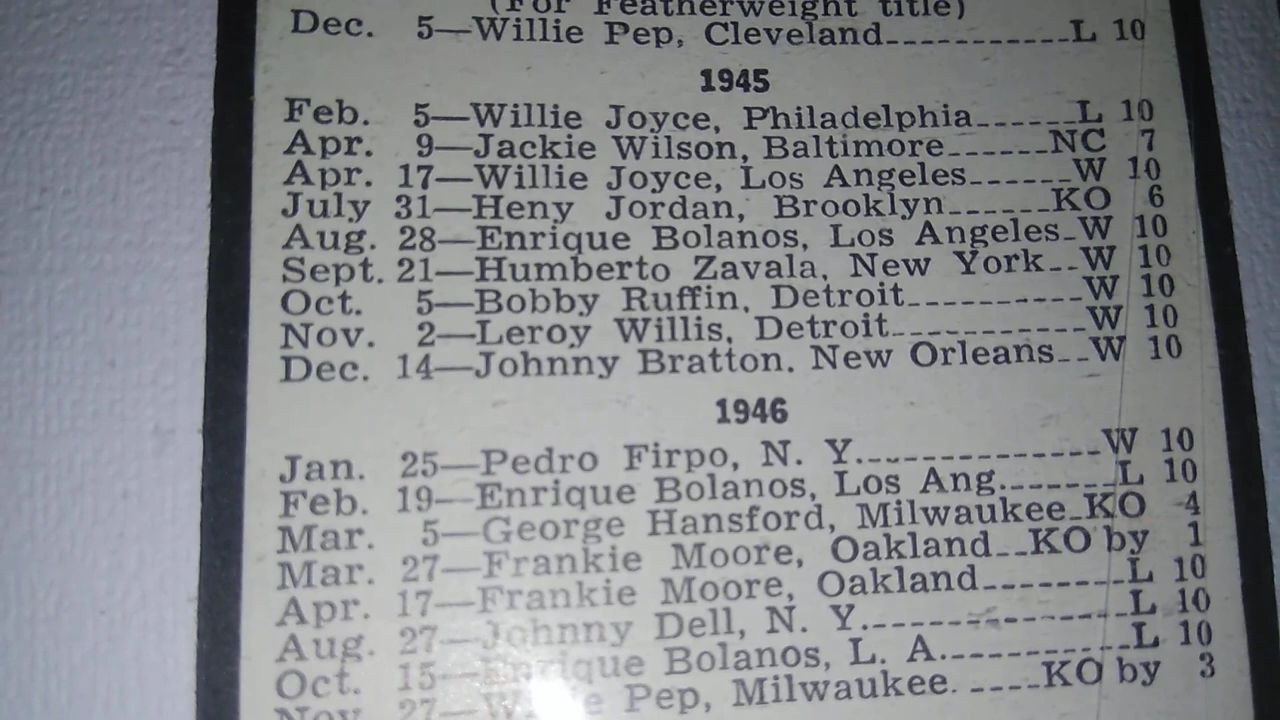 (For Featherweight title)
Dec. 5—Willie Pep, Cleveland-----------L 10
1945
Feb. 5—Willie Joyce, Philadelphia------L 10
Apr. 9—Jackie Wilson, Baltimore------NC 7
Apr. 17—Willie Joyce, Los Angeles------W 10
July 31—Heny Jordan, Brooklyn------KO 6
Aug. 28—Enrique Bolanos, Los Angeles-W 10
Sept. 21—Humberto Zavala, New York--W 10
Oct. 5—Bobby Ruffin, Detroit----------W 10
Nov. 2—Leroy Willis, Detroit-----------W 10
Dec. 14—Johnny Bratton. New Orleans--W 10
1946
Jan. 25—Pedro Firpo, N. Y.-------------W 10
Feb. 19—Enrique Bolanos, Los Ang.------L 10
Mar. 5—George Hansford, Milwaukee-KO 4
Mar. 27—Frankie Moore, Oakland--KO by 1
Apr. 17—Frankie Moore, Oakland--------L 10
Aug. 27—Johnny Dell, N. Y.--------------L 10
Oct. 15—Enrique Bolanos, L. A.----------L 10
Nov. 27—Willie Pep, Milwaukee. ----KO by 3